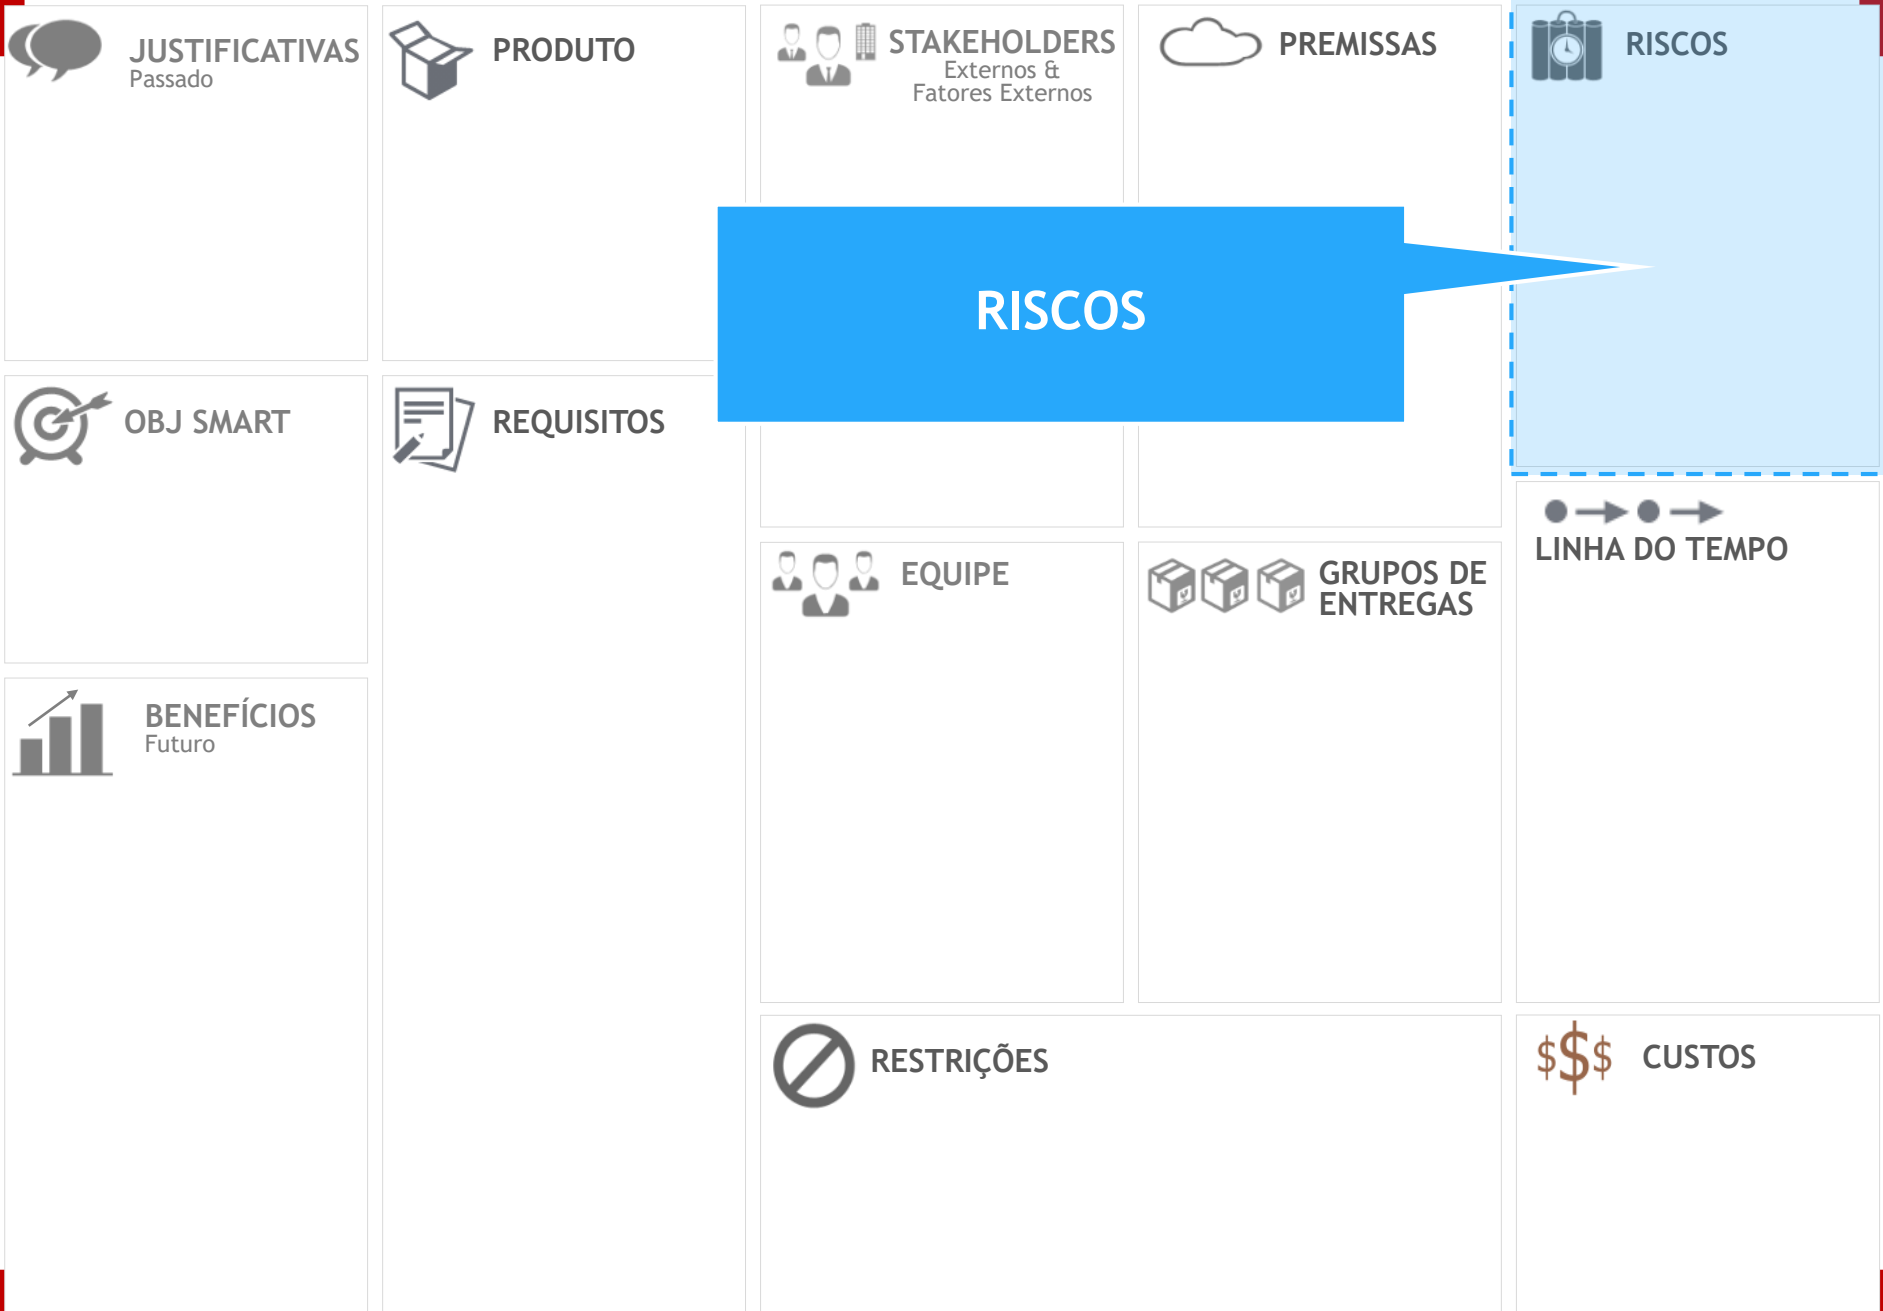 JUSTIFICATIVAS
Passado
PRODUTO
STAKEHOLDERS
Externos &
Fatores Externos
PREMISSAS
RISCOS
RISCOS
OBJ SMART
REQUISITOS
BENEFÍCIOS
Futuro
EQUIPE
GRUPOS DE
ENTREGAS
LINHA DO TEMPO
RESTRIÇÕES
$$$
CUSTOS